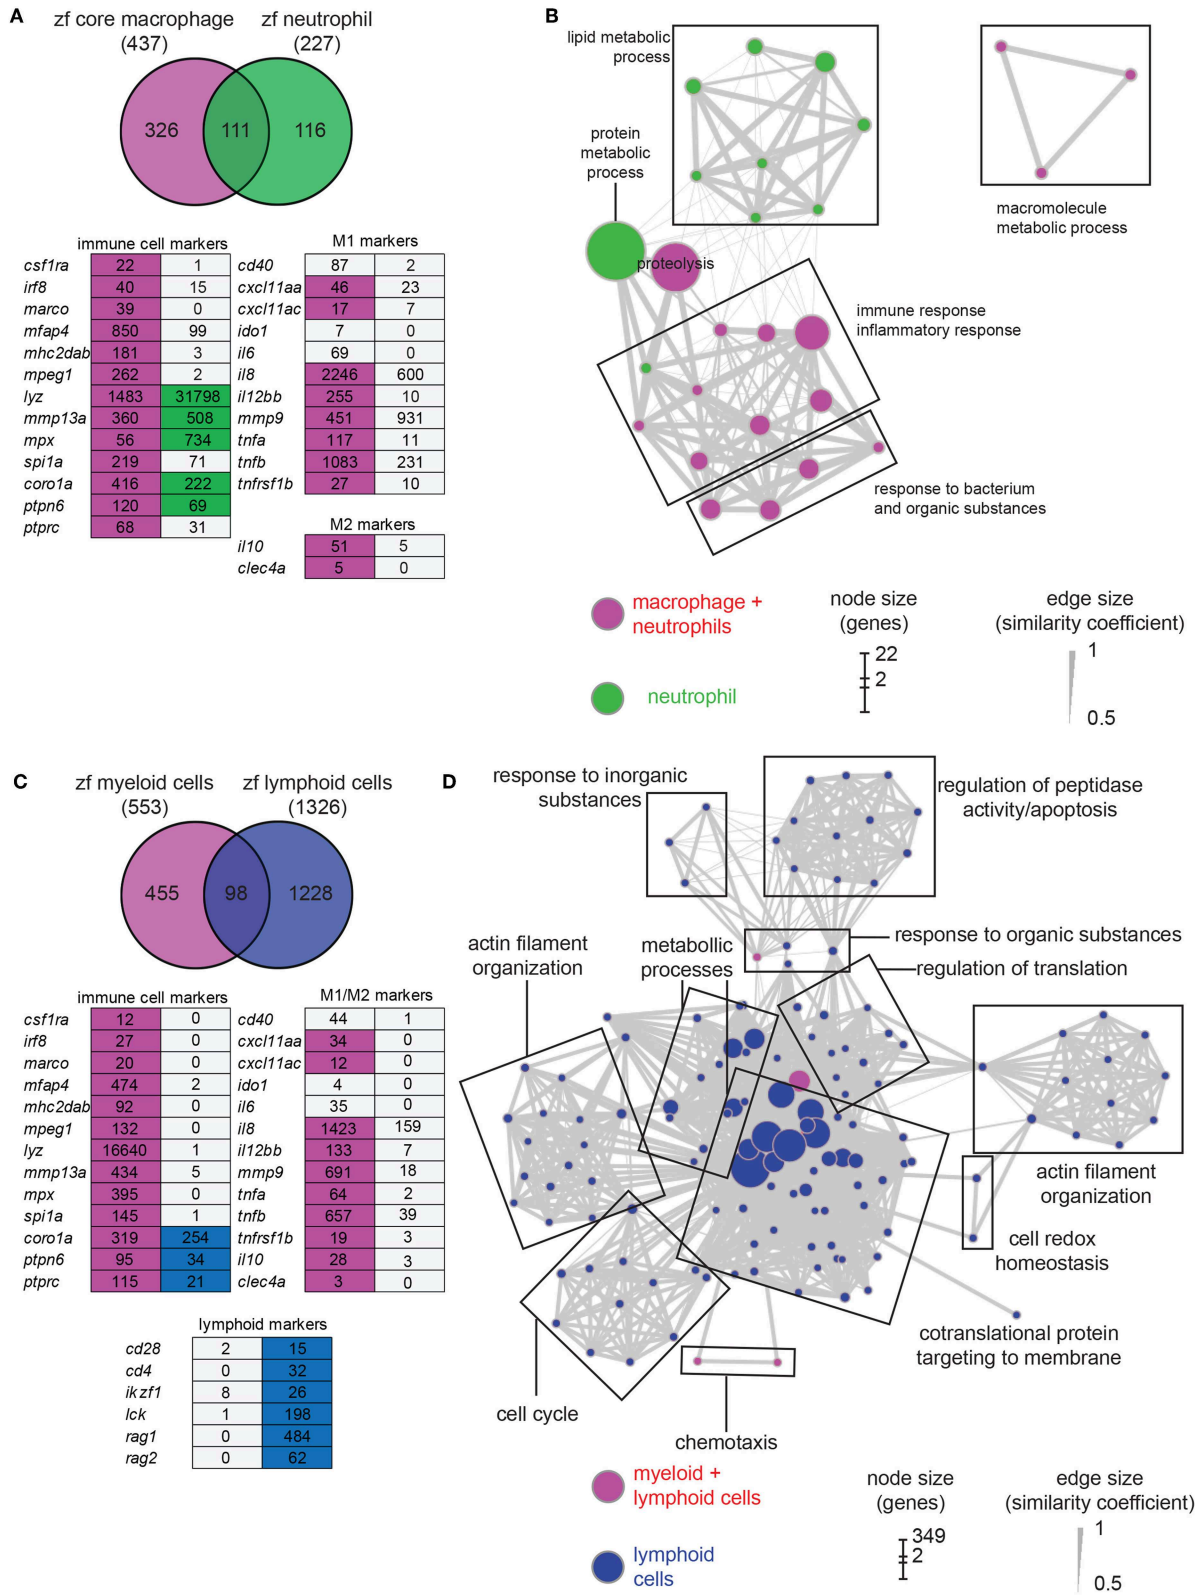 A
zf core macrophage
(437)
zf neutrophil
(227)
326
111
116
immune cell markers
csf1ra 22 1
irf8 40 15
marco 39 0
mfap4 850 99
mhc2dab 181 3
mpeg1 262 2
lyz 1483 31798
mmp13a 360 508
mpx 56 734
spi1a 219 71
coro1a 416 222
ptpn6 120 69
ptprc 68 31
M1 markers
cd40 87 2
cxcl11aa 46 23
cxcl11ac 17 7
ido1 7 0
il6 69 0
il8 2246 600
il12bb 255 10
mmp9 451 931
tnfa 117 11
tnfb 1083 231
tnfrsf1b 27 10
M2 markers
il10 51 5
clec4a 5 0
B
lipid metabolic
process
protein
metabolic
process
proteolysis
macromolecule
metabolic process
immune response
inflammatory response
response to bacterium
and organic substances
macrophage +
neutrophils
neutrophil
node size
(genes)
22
2
edge size
(similarity coefficient)
1
0.5
C
zf myeloid cells
(553)
zf lymphoid cells
(1326)
455
98
1228
immune cell markers
csf1ra 12 0
irf8 27 0
marco 20 0
mfap4 474 2
mhc2dab 92 0
mpeg1 132 0
lyz 16640 1
mmp13a 434 5
mpx 395 0
spi1a 145 1
coro1a 319 254
ptpn6 95 34
ptprc 115 21
M1/M2 markers
cd40 44 1
cxcl11aa 34 0
cxcl11ac 12 0
ido1 4 0
il6 35 0
il8 1423 159
il12bb 133 7
mmp9 691 18
tnfa 64 2
tnfb 657 39
tnfrsf1b 19 3
il10 28 3
clec4a 3 0
lymphoid markers
cd28 2 15
cd4 0 32
ikzf1 8 26
lck 1 198
rag1 0 484
rag2 0 62
D
response to inorganic
substances
regulation of peptidase
activity/apoptosis
actin filament
organization
metabollic
processes
response to organic substances
regulation of translation
actin filament
organization
cell redox
homeostasis
cotranslational protein
targeting to membrane
cell cycle
chemotaxis
myeloid +
lymphoid cells
lymphoid
cells
node size
(genes)
349
2
edge size
(similarity coefficient)
1
0.5